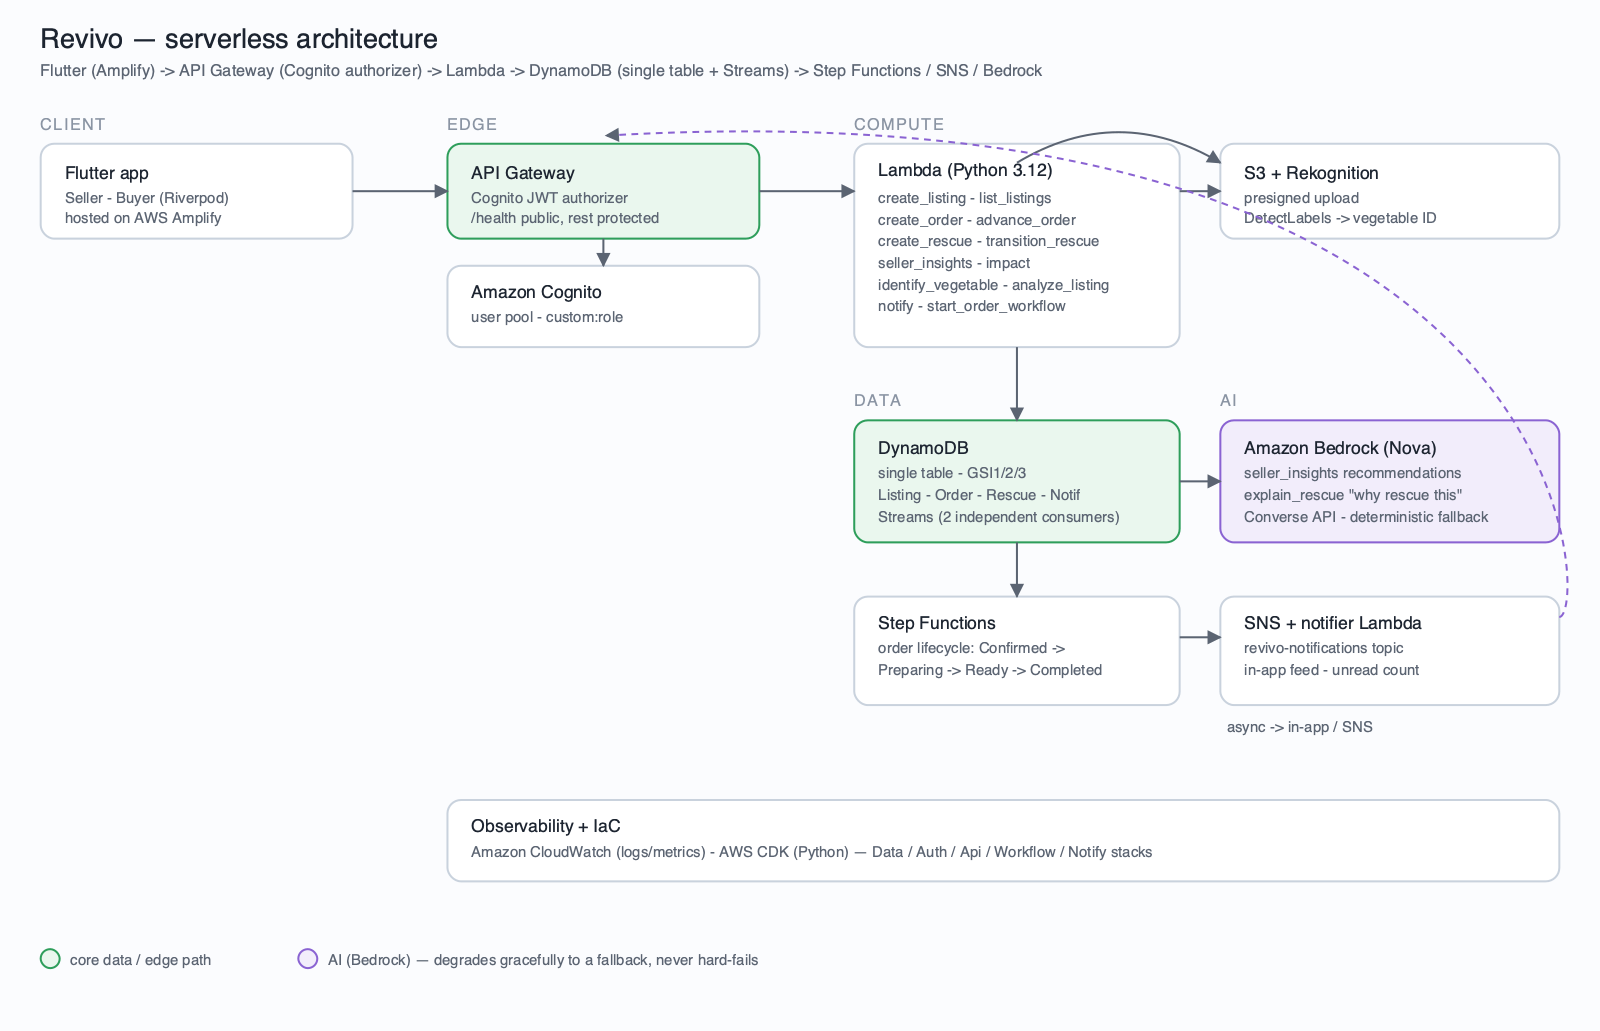 Revivo — serverless architecture
Flutter (Amplify) -> API Gateway (Cognito authorizer) -> Lambda -> DynamoDB (single table + Streams) -> Step Functions / SNS / Bedrock
CLIENT
Flutter app
Seller - Buyer (Riverpod)
hosted on AWS Amplify
EDGE
API Gateway
Cognito JWT authorizer
/health public, rest protected
Amazon Cognito
user pool - custom:role
COMPUTE
Lambda (Python 3.12)
create_listing - list_listings
create_order - advance_order
create_rescue - transition_rescue
seller_insights - impact
identify_vegetable - analyze_listing
notify - start_order_workflow
S3 + Rekognition
presigned upload
DetectLabels -> vegetable ID
DATA
DynamoDB
single table - GSI1/2/3
Listing - Order - Rescue - Notif
Streams (2 independent consumers)
AI
Amazon Bedrock (Nova)
seller_insights recommendations
explain_rescue "why rescue this"
Converse API - deterministic fallback
Step Functions
order lifecycle: Confirmed ->
Preparing -> Ready -> Completed
SNS + notifier Lambda
revivo-notifications topic
in-app feed - unread count
async -> in-app / SNS
Observability + IaC
Amazon CloudWatch (logs/metrics) - AWS CDK (Python) — Data / Auth / Api / Workflow / Notify stacks
core data / edge path
AI (Bedrock) — degrades gracefully to a fallback, never hard-fails